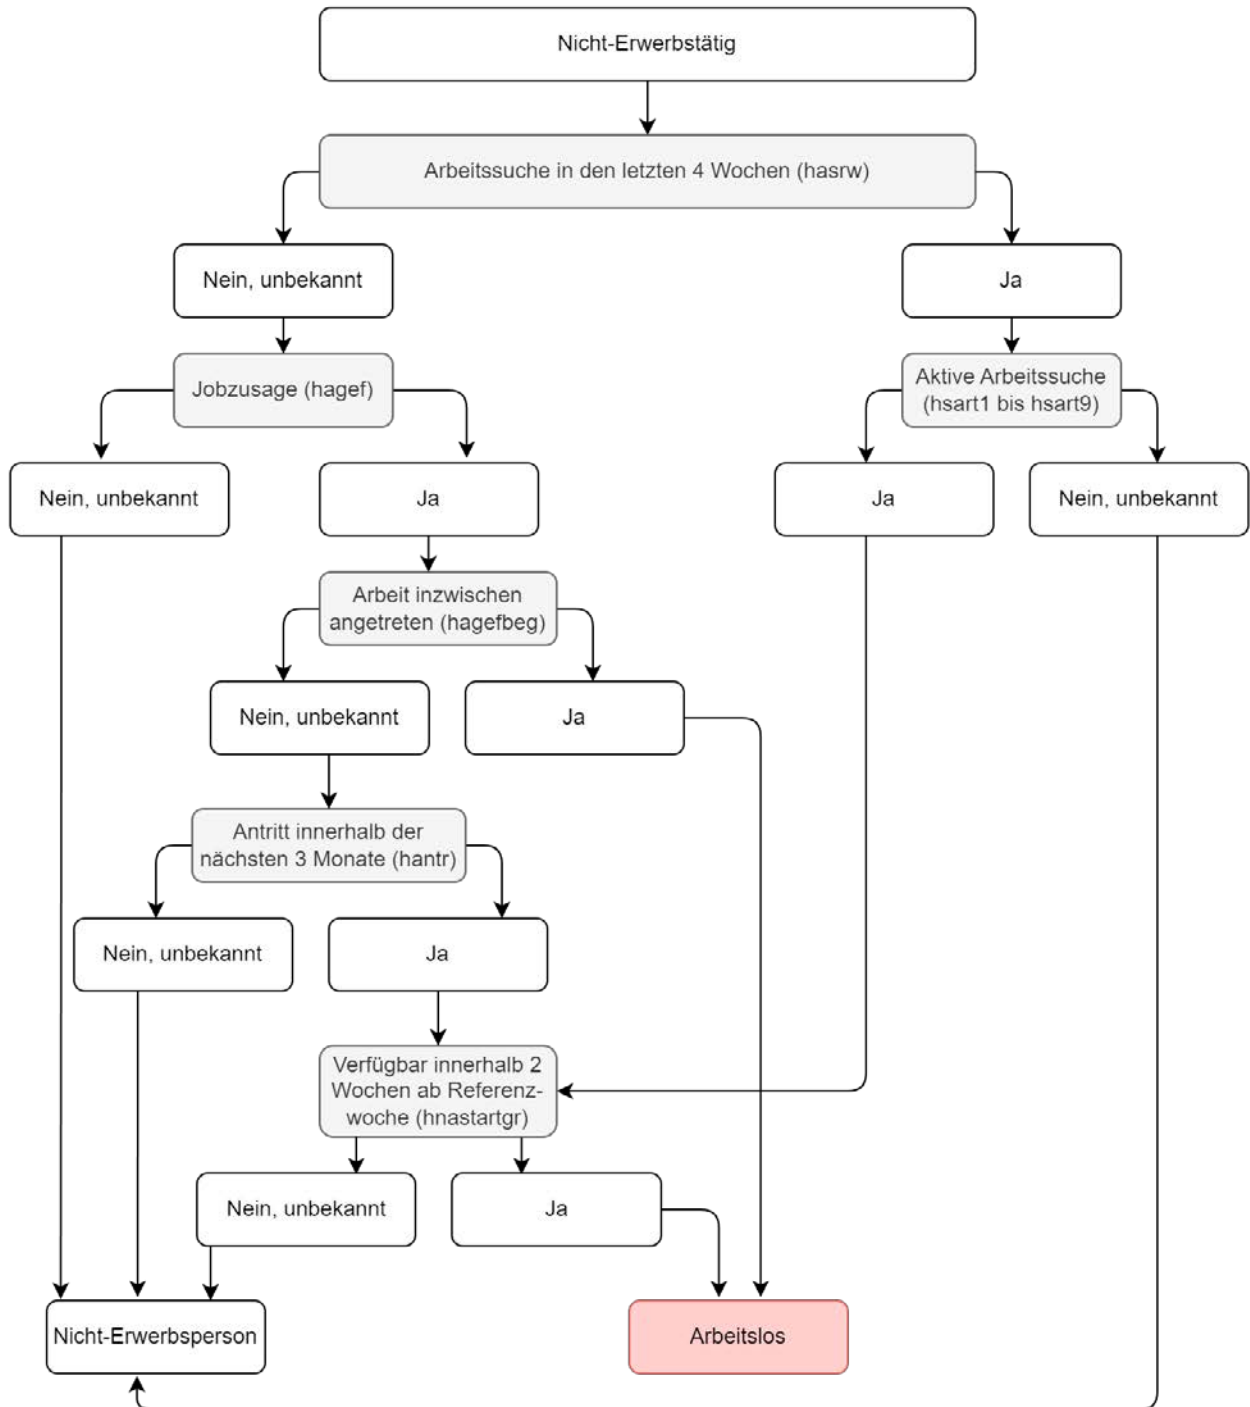 Nicht-Erwerbstätig
Arbeitssuche in den letzten 4 Wochen (hasrw)
Nein, unbekannt
Ja
Jobzusage (hagef)
Aktive Arbeitssuche
(hsart1 bis hsart9)
Nein, unbekannt
Ja
Ja
Nein, unbekannt
Arbeit inzwischen
angetreten (hagefbeg)
Nein, unbekannt
Ja
Antritt innerhalb der
nächsten 3 Monate (hantr)
Nein, unbekannt
Ja
Verfügbar innerhalb 2
Wochen ab Referenz-
woche (hnastartgr)
Nein, unbekannt
Ja
Nicht-Erwerbsperson
Arbeitslos